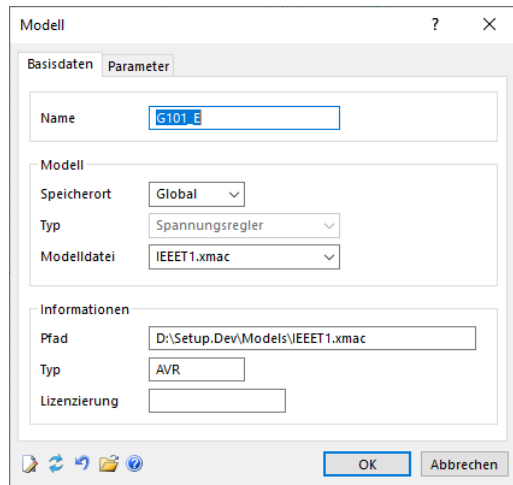 Modell ? ×
Basisdaten Parameter
Name G101_E
Modell
Speicherort Global
Typ Spannungsregler
Modelldatei IEEET1.xmac
Informationen
Pfad D:\Setup.Dev\Models\IEEET1.xmac
Typ AVR
Lizenzierung
OK Abbrechen